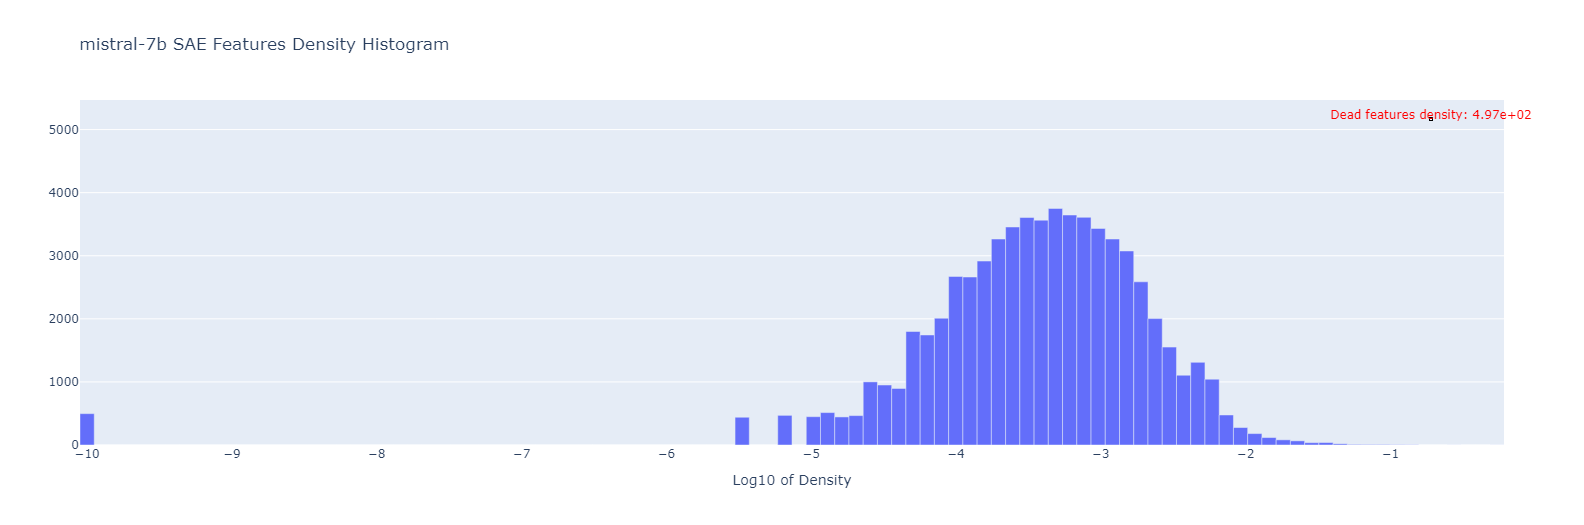 mistral-7b SAE Features Density Histogram
Dead features density: 4.97e+02
5000
4000
3000
2000
1000
0
−10 −9 −8 −7 −6 −5 −4 −3 −2 −1
Log10 of Density